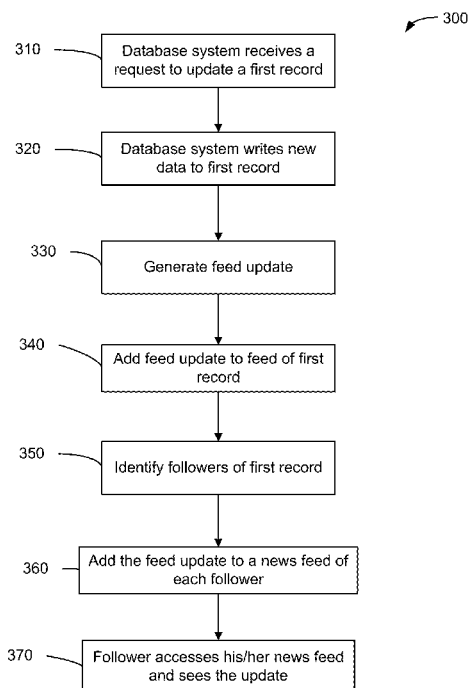 300
310
Database system receives a
request to update a first record
320
Database system writes new
data to first record
330
Generate feed update
340
Add feed update to feed of first
record
350
Identify followers of first record
360
Add the feed update to a news feed of
each follower
370
Follower accesses his/her news feed
and sees the update